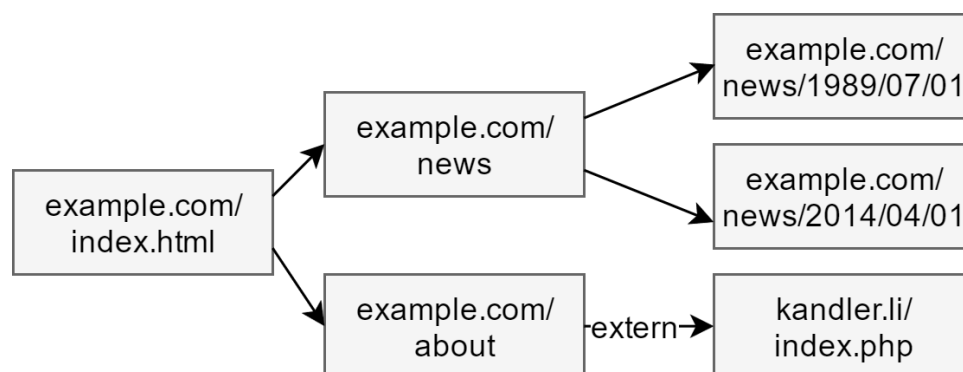 example.com/
index.html
example.com/
news
example.com/
about
extern
example.com/
news/1989/07/01
example.com/
news/2014/04/01
kandler.li/
index.php